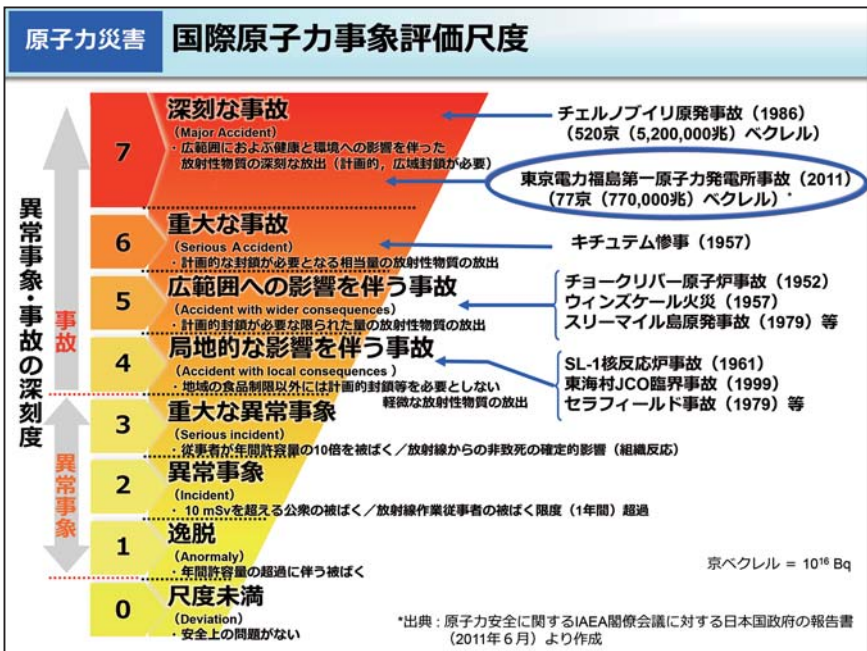 原子力災害
国際原子力事象評価尺度
異常事象・事故の深刻度
事故
異常事象
7
深刻な事故
（Major Accident）
・広範囲におよぶ健康と環境への影響を伴った
放射性物質の深刻な放出（計画的，広域封鎖が必要）
チェルノブイリ原発事故（1986）
（520京（5,200,000兆）ベクレル）
東京電力福島第一原子力発電所事故（2011）
（77京（770,000兆）ベクレル）*
6
重大な事故
（Serious Accident）
・計画的な封鎖が必要となる相当量の放射性物質の放出
キチュテム惨事（1957）
5
広範囲への影響を伴う事故
（Accident with wider consequences）
・計画的封鎖が必要な限られた量の放射性物質の放出
チョークリバー原子炉事故（1952）
ウィンズケール火災（1957）
スリーマイル島原発事故（1979）等
4
局地的な影響を伴う事故
（Accident with local consequences ）
・地域の食品制限以外には計画的封鎖等を必要としない
軽微な放射性物質の放出
SL-1核反応炉事故（1961）
東海村JCO臨界事故（1999）
セラフィールド事故（1979）等
3
重大な異常事象
（Serious incident）
・従事者が年間許容量の10倍を被ばく／放射線からの非致死の確定的影響（組織反応）
2
異常事象
（Incident）
・10 mSvを超える公衆の被ばく／放射線作業従事者の被ばく限度（1年間）超過
1
逸脱
（Anormaly）
・年間許容量の超過に伴う被ばく
0
尺度未満
（Deviation）
・安全上の問題がない
京ベクレル = 10¹⁶ Bq
*出典：原子力安全に関するIAEA閣僚会議に対する日本国政府の報告書
（2011年６月）より作成